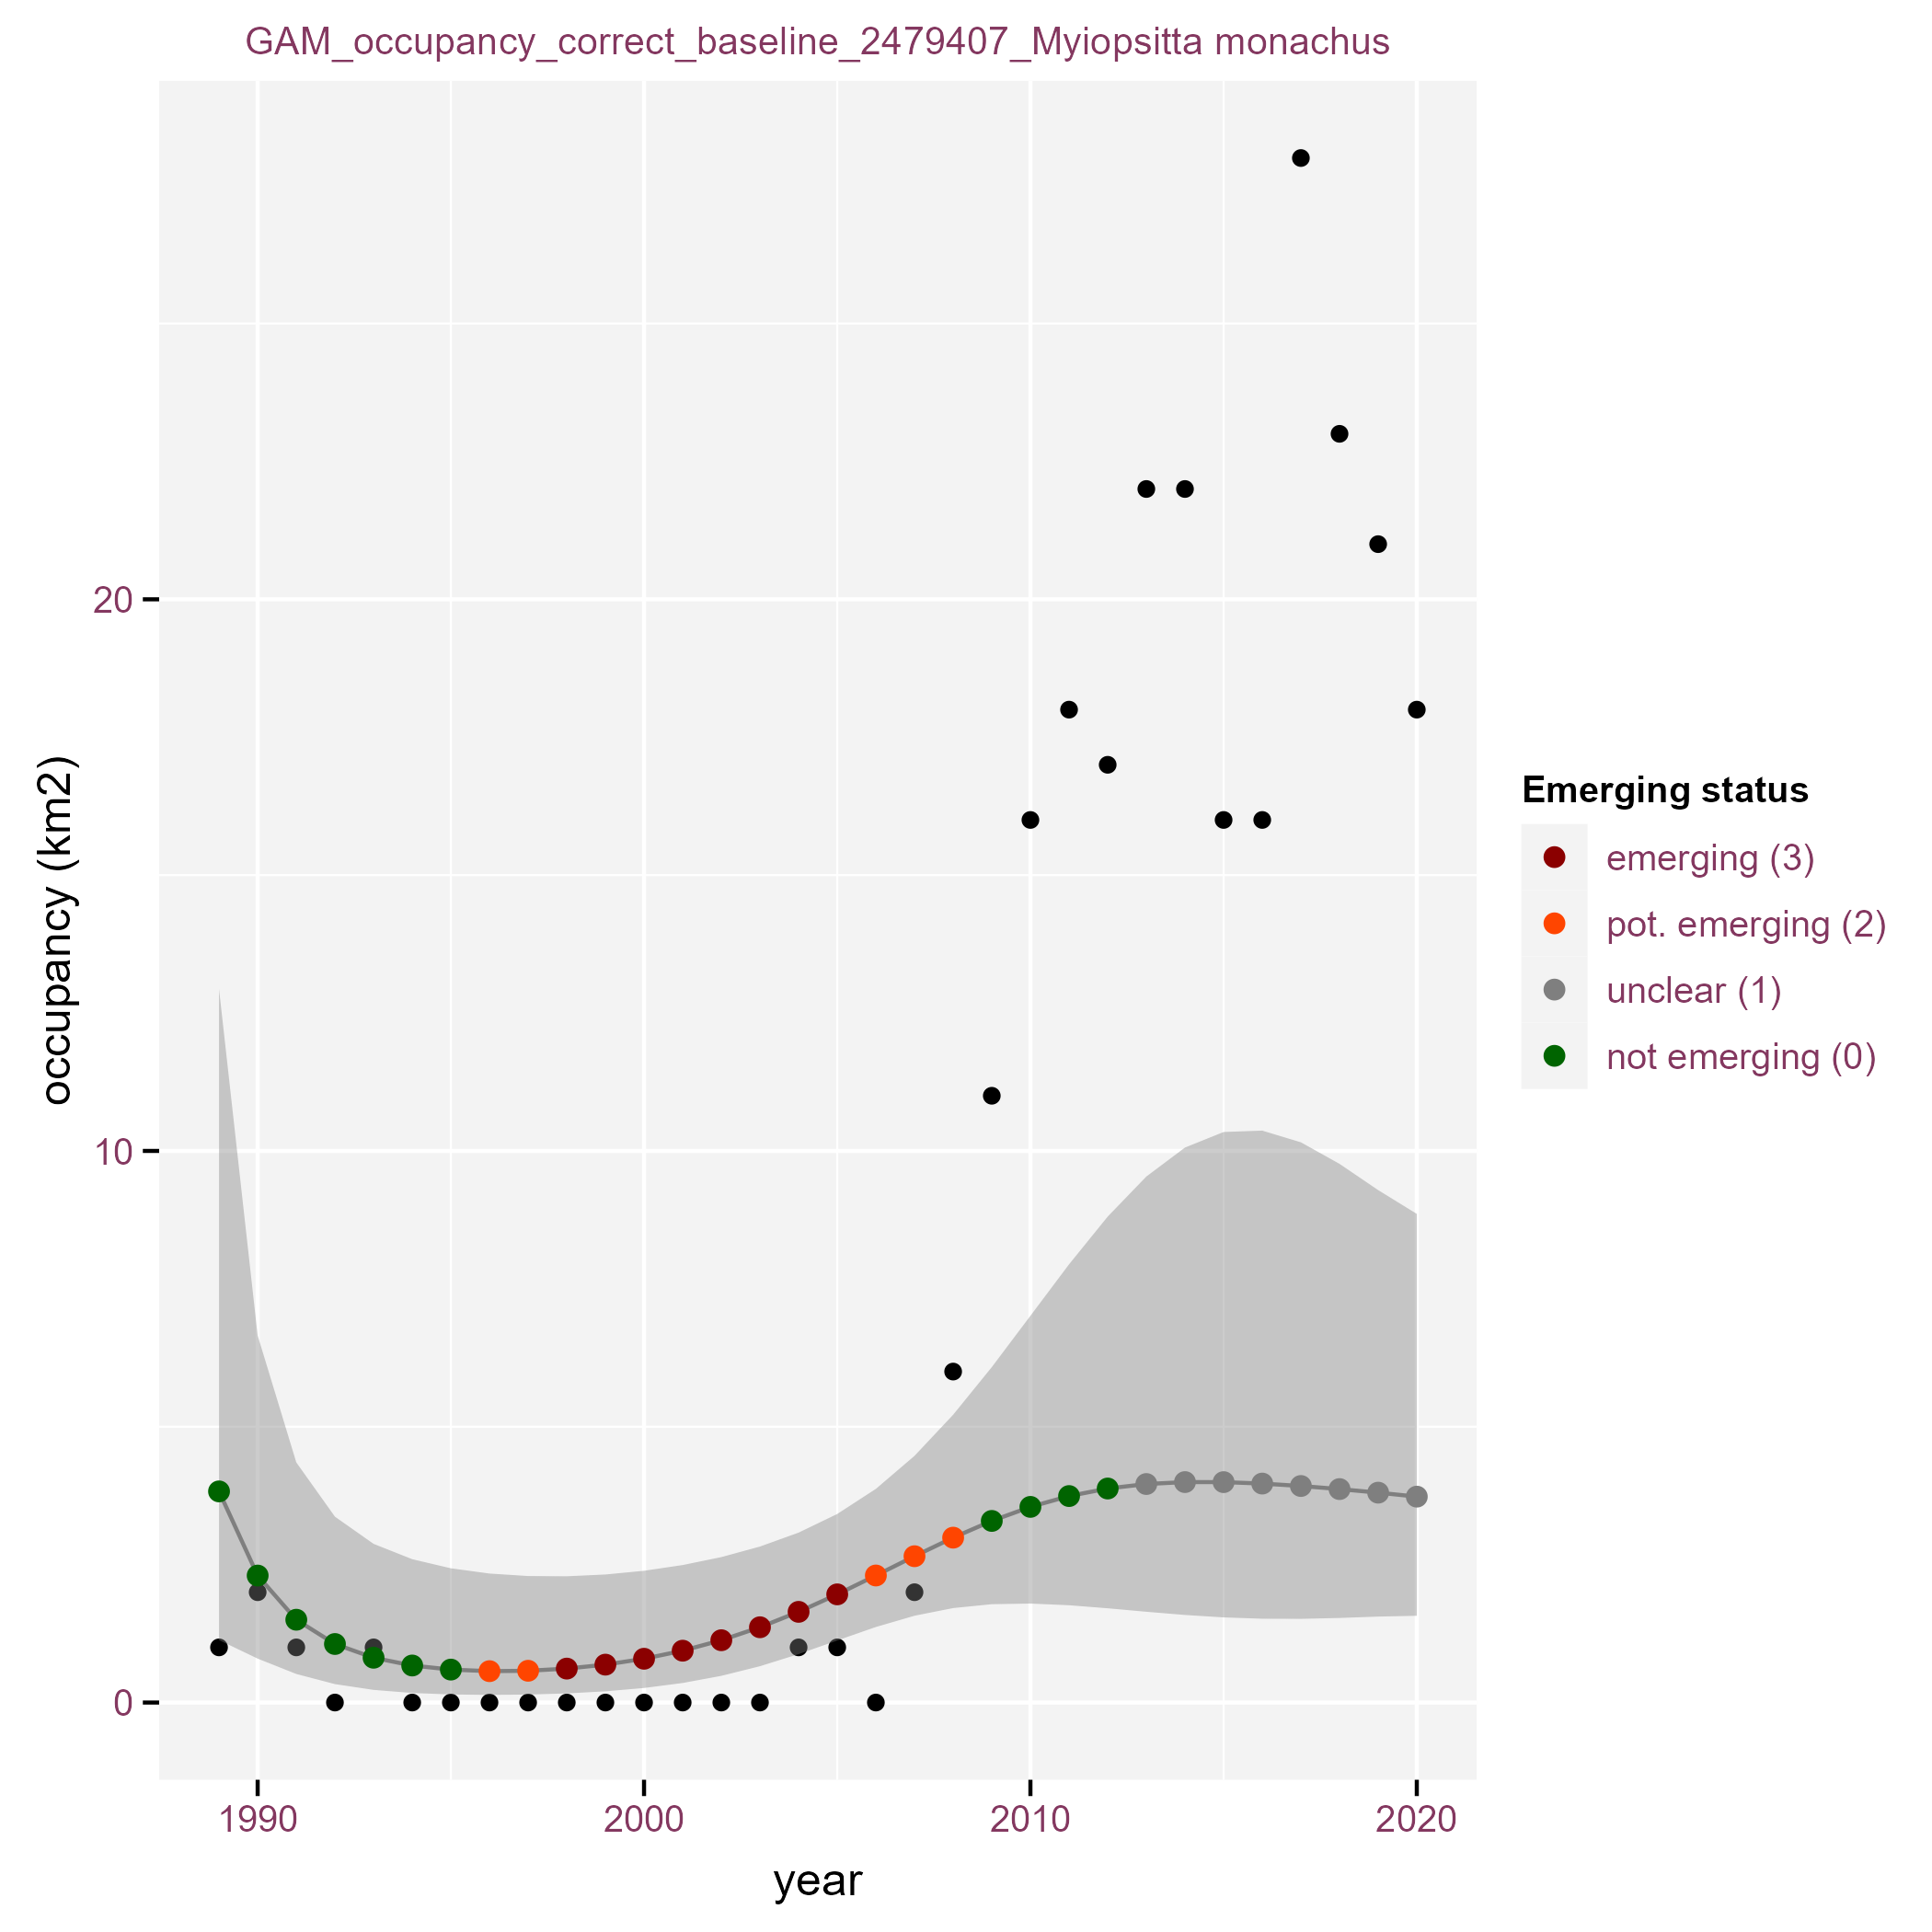 GAM_occupancy_correct_baseline_2479407_Myiopsitta monachus
occupancy (km2)
20
10
0
1990 2000 2010 2020
year
Emerging status
emerging (3)
pot. emerging (2)
unclear (1)
not emerging (0)